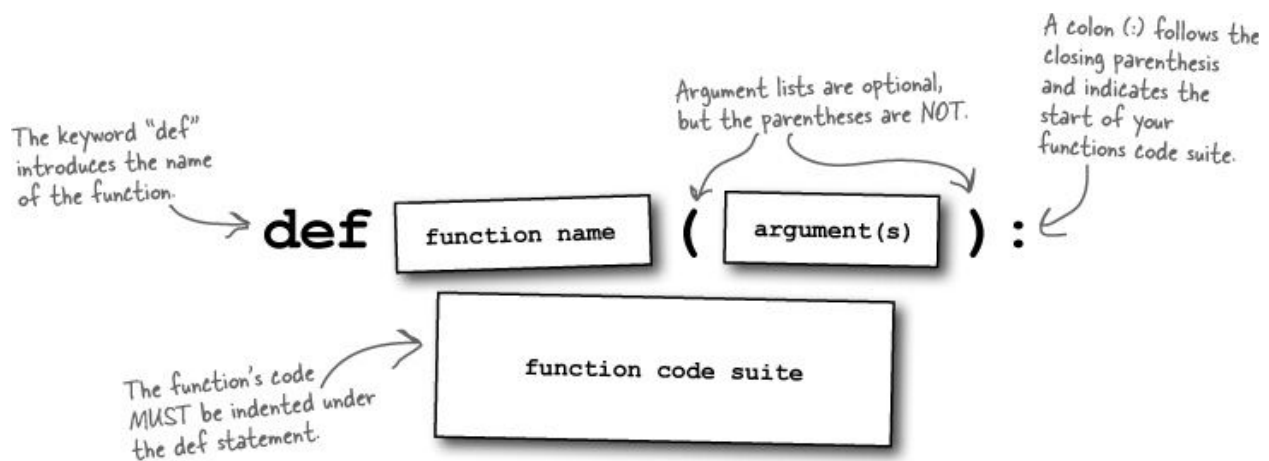 A colon (:) follows the
closing parenthesis
and indicates the
start of your
functions code suite.
Argument lists are optional,
but the parentheses are NOT.
The keyword “def”
introduces the name
of the function.
def function name ( argument(s) ):
function code suite
The function's code
MUST be indented under
the def statement.